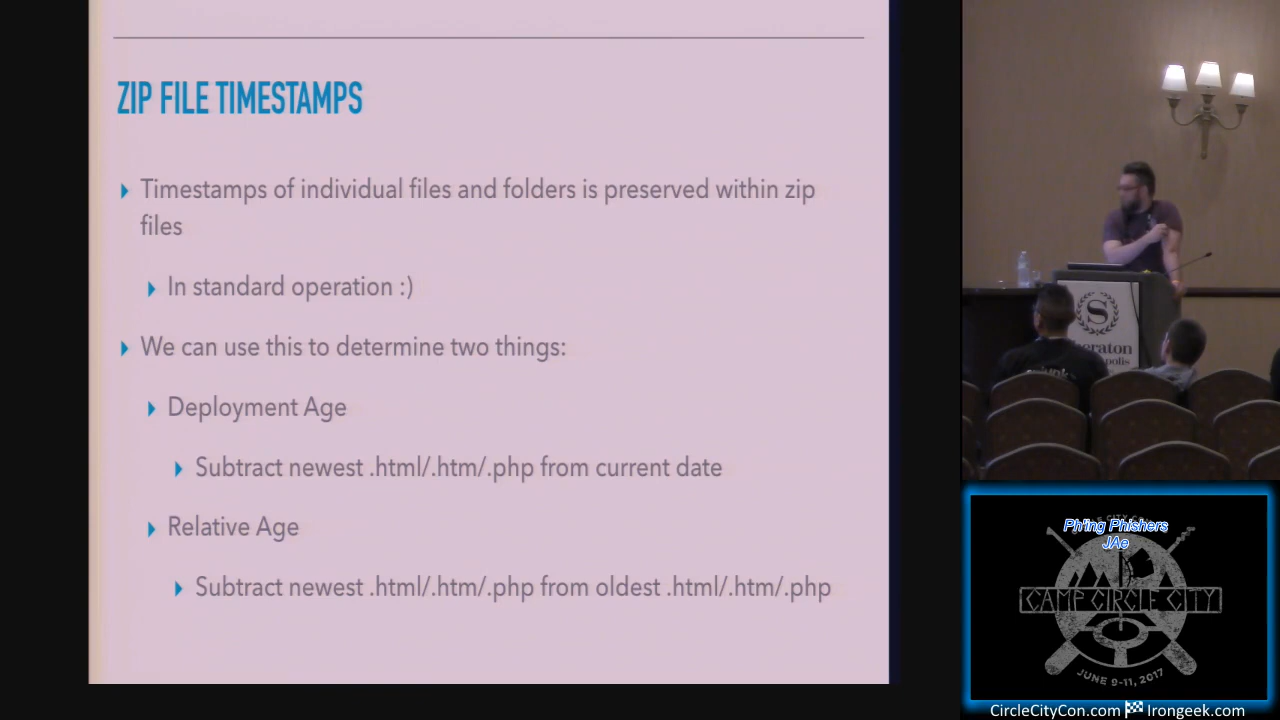 ZIP FILE TIMESTAMPS
Timestamps of individual files and folders is preserved within zip
files
In standard operation :)
We can use this to determine two things:
Deployment Age
Subtract newest .html/.htm/.php from current date
Relative Age
Subtract newest .html/.htm/.php from oldest .html/.htm/.php
S
Ph'ing Phishers
JAe
CAMP CIRCLE CITY
JUNE 9-11, 2017
CircleCityCon.com
Irongeek.com